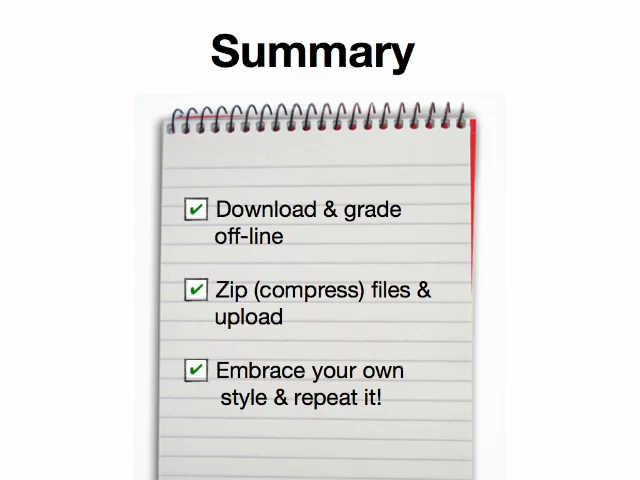 Summary
Download & grade
off-line
Zip (compress) files &
upload
Embrace your own
style & repeat it!